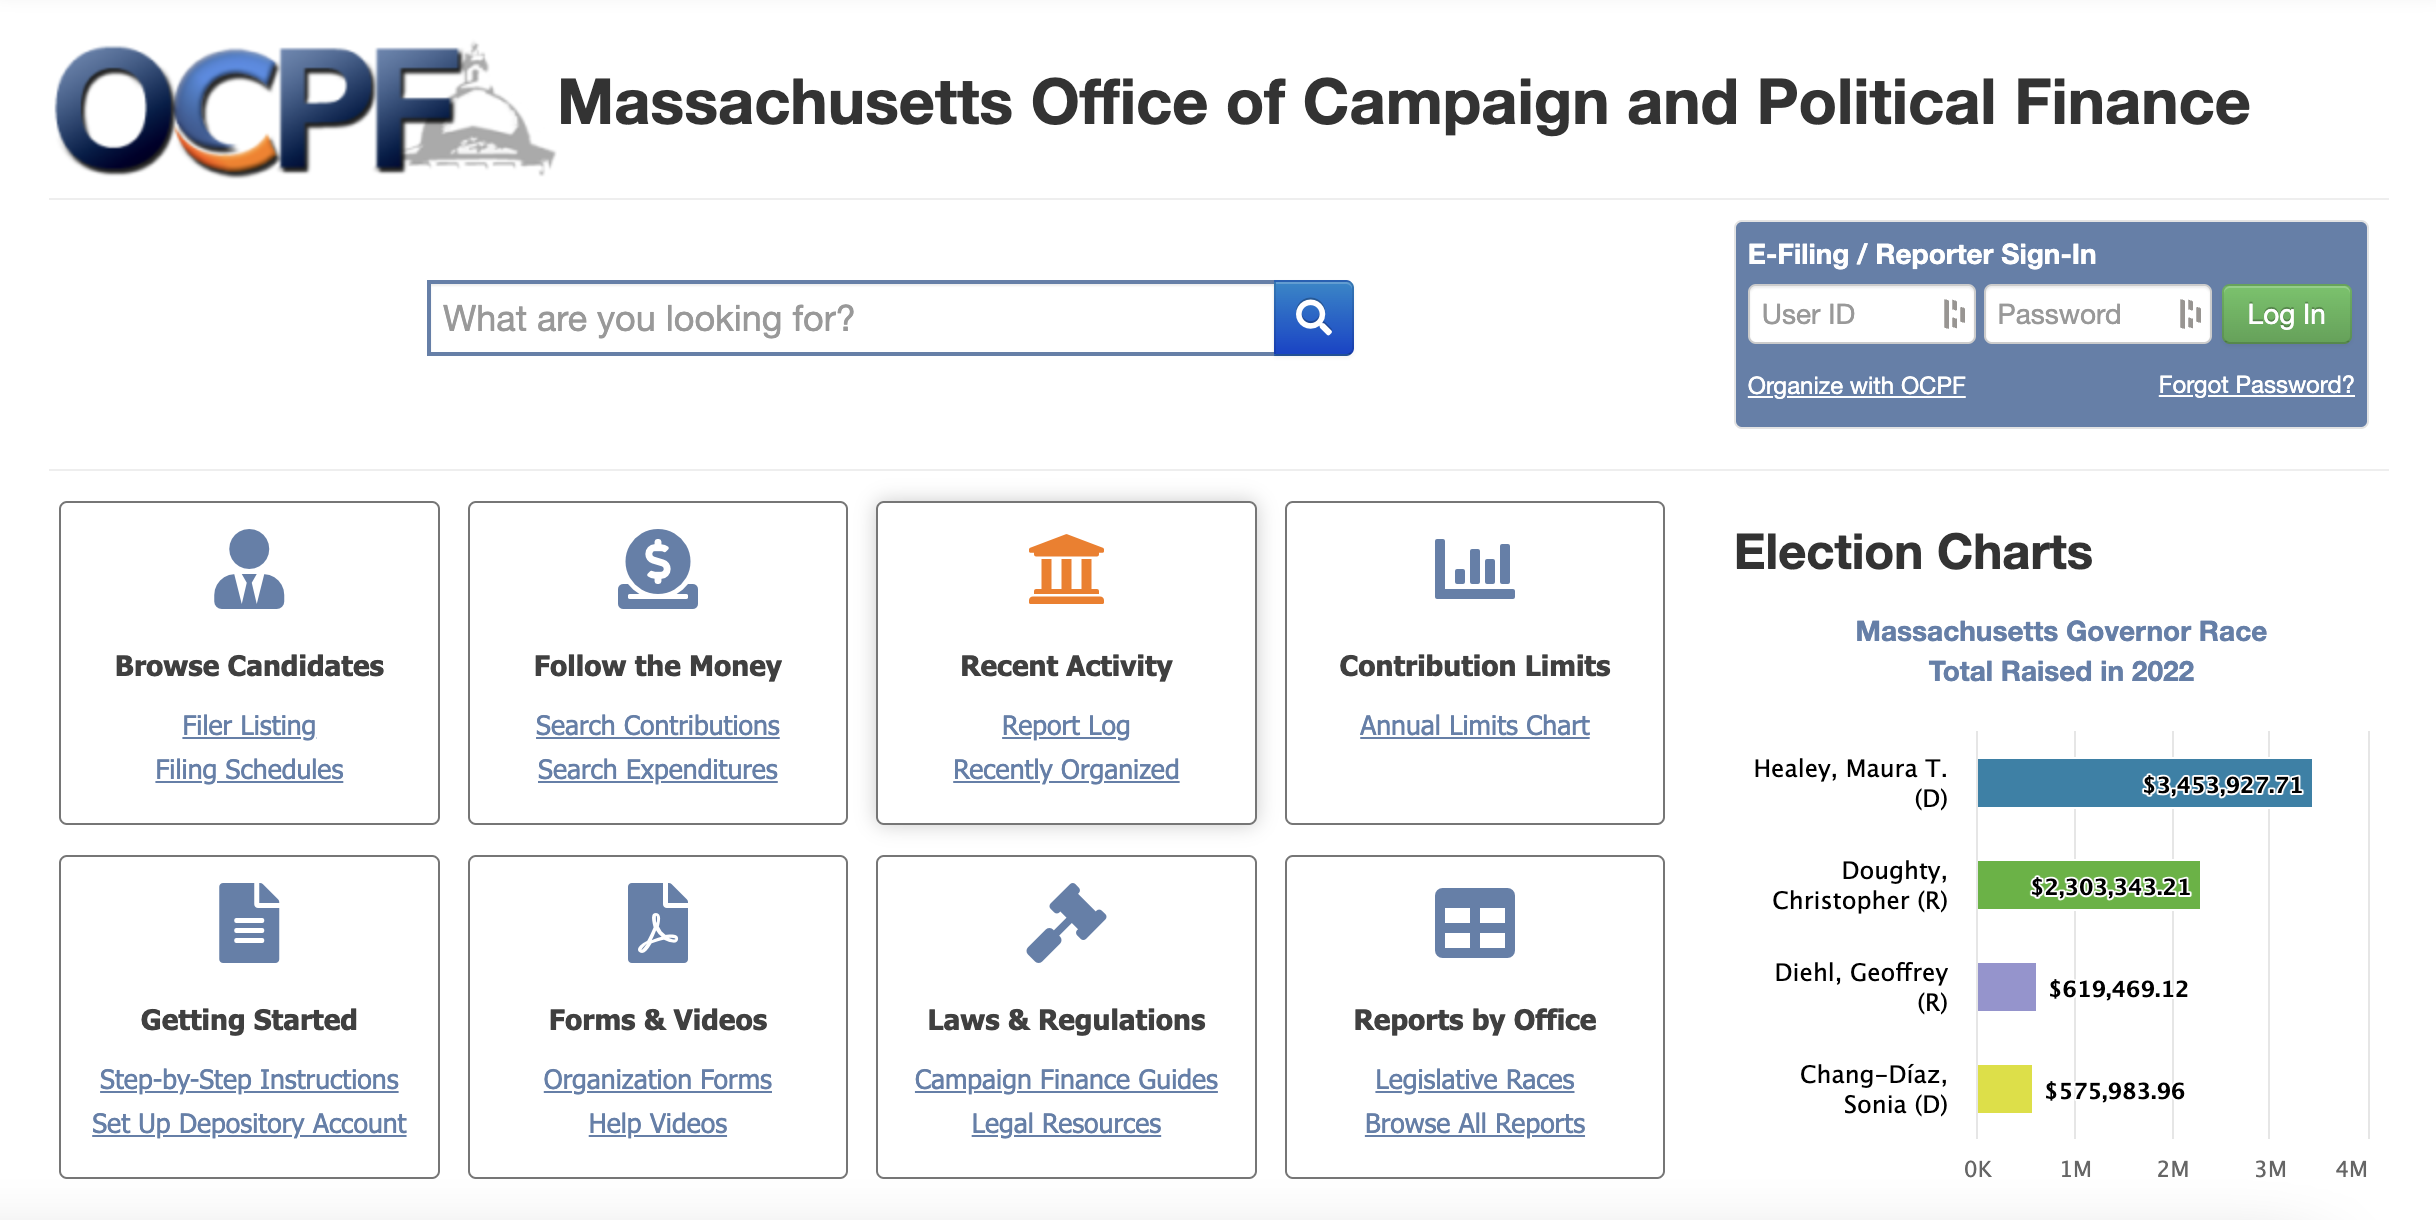 OCPF
Massachusetts Office of Campaign and Political Finance
What are you looking for?
E-Filing / Reporter Sign-In
User ID
Password
Log In
Organize with OCPF
Forgot Password?
Browse Candidates
Filer Listing
Filing Schedules
Follow the Money
Search Contributions
Search Expenditures
Recent Activity
Report Log
Recently Organized
Contribution Limits
Annual Limits Chart
Getting Started
Step-by-Step Instructions
Set Up Depository Account
Forms & Videos
Organization Forms
Help Videos
Laws & Regulations
Campaign Finance Guides
Legal Resources
Reports by Office
Legislative Races
Browse All Reports
Election Charts
Massachusetts Governor Race
Total Raised in 2022
Healey, Maura T.
(D)
$3,453,927.71
Doughty,
Christopher (R)
$2,303,343.21
Diehl, Geoffrey
(R)
$619,469.12
Chang-Díaz,
Sonia (D)
$575,983.96
0K 1M 2M 3M 4M